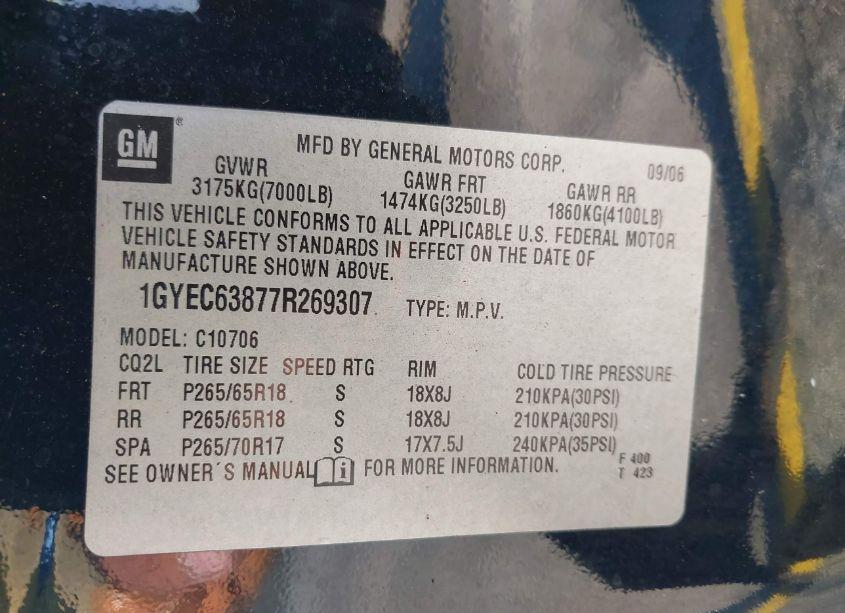 GM ®
MFD BY GENERAL MOTORS CORP. 09/06
GVWR GAWR FRT GAWR RR
3175KG(7000LB) 1474KG(3250LB) 1860KG(4100LB)
THIS VEHICLE CONFORMS TO ALL APPLICABLE U.S. FEDERAL MOTOR
VEHICLE SAFETY STANDARDS IN EFFECT ON THE DATE OF
MANUFACTURE SHOWN ABOVE.
1GYEC63877R269307 TYPE: M.P.V.
MODEL: C10706
CQ2L TIRE SIZE SPEED RTG RIM COLD TIRE PRESSURE
FRT P265/65R18 S 18X8J 210KPA(30PSI)
RR P265/65R18 S 18X8J 210KPA(30PSI)
SPA P265/70R17 S 17X7.5J 240KPA(35PSI)
SEE OWNER´S MANUAL i FOR MORE INFORMATION.
F 400
T 423